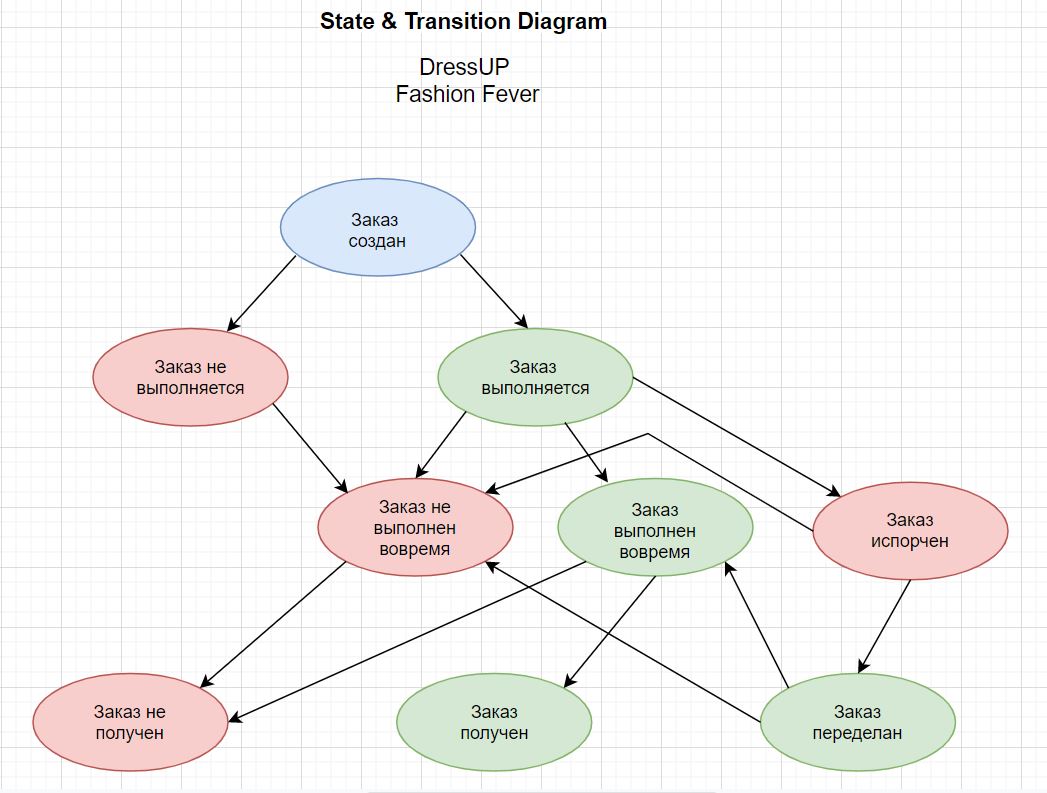 State & Transition Diagram
DressUP
Fashion Fever
Заказ
создан
Заказ не
выполняется
Заказ
выполняется
Заказ не
выполнен
вовремя
Заказ
выполнен
вовремя
Заказ
испорчен
Заказ не
получен
Заказ
получен
Заказ
переделан